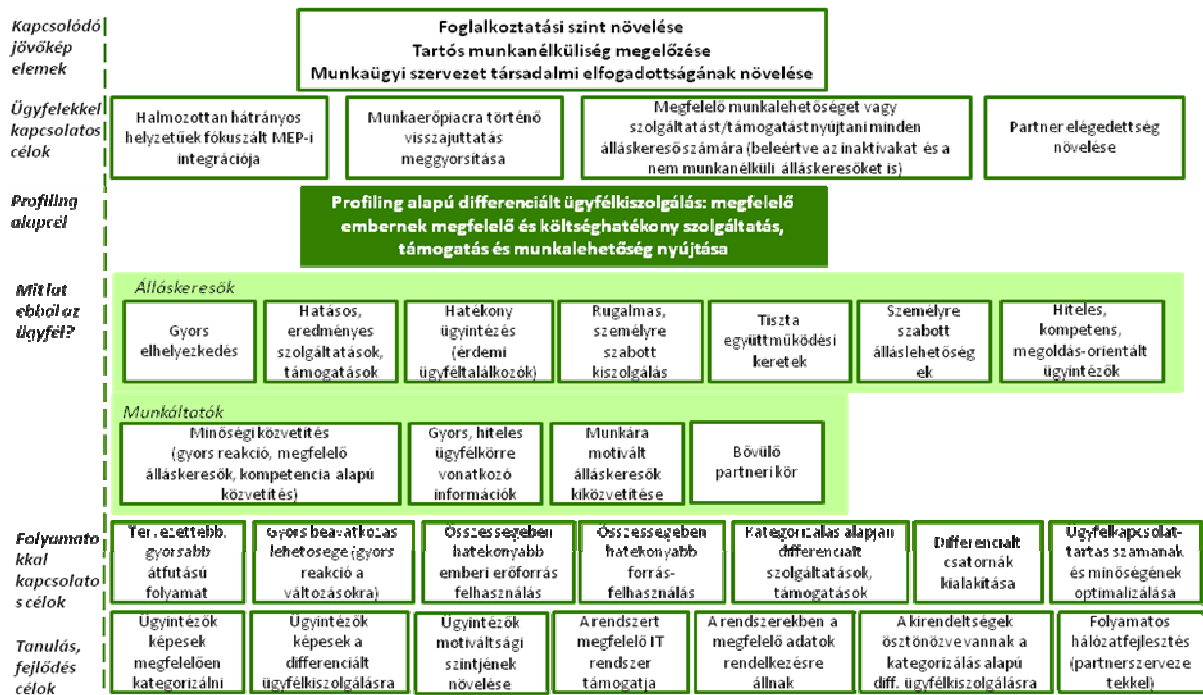 Kapcsolódó
jövőkép
elemek
Foglalkoztatási szint növelése
Tartós munkanélküliség megelőzése
Munkaügyi szervezet társadalmi elfogadottságának növelése
Ügyfelekkel
kapcsolatos
célok
Halmozottan hátrányos
helyzetűek fókuszált MEP-i
integrációja
Munkaerőpiacra történő
visszajuttatás
meggyorsítása
Megfelelő munkalehetőséget vagy
szolgáltatást/támogatást nyújtani minden
álláskereső számára (beleértve az inaktívakat és a
nem munkanélküli álláskeresőket is)
Partner elégedettség
növelése
Profiling
alapcél
Profiling alapú differenciált ügyfélkiszolgálás: megfelelő
embernek megfelelő és költséghatékony szolgáltatás,
támogatás és munkalehetőség nyújtása
Mit lát
ebből az
ügyfél?
Álláskeresők
Gyors
elhelyezkedés
Hatásos,
eredményes
szolgáltatások,
támogatások
Hatékony
ügyintézés
(érdemi
ügyféltalálkozók)
Rugalmas,
személyre
szabott
kiszolgálás
Tiszta
együttműködési
keretek
Személyre
szabott
álláslehetőség
ek
Hiteles,
kompetens,
megoldás-orientált
ügyintézők
Munkáltatók
Minőségi közvetítés
(gyors reakció, megfelelő
álláskeresők, kompetencia alapú
közvetítés)
Gyors, hiteles
ügyfélkörre
vonatkozó
információk
Munkára
motivált
álláskeresők
kiközvetítése
Bővülő
partneri kör
Folyamato
kkal
kapcsolato
s célok
Tervezettebb,
gyorsabb
átfutású
folyamat
Gyors beavatkozás
lehetősége (gyors
reakció a
változásokra)
Összességében
hatékonyabb
emberi erőforrás
felhasználás
Összességében
hatékonyabb
forrás-
felhasználás
Kategorizálás alapján
differenciált
szolgáltatások,
támogatások
Differenciált
csatornák
kialakítása
Ügyfélkapcsolat-
tartás számának
és minőségének
optimalizálása
Tanulás,
fejlődés
célok
Ügyintézők
képesek
megfelelően
kategorizálni
Ügyintézők
képesek a
differenciált
ügyfélkiszolgálásra
Ügyintézők
motiváltsági
szintjének
növelése
A rendszert
megfelelő IT
rendszer
támogatja
A rendszerekben a
megfelelő adatok
rendelkezésre
állnak
A kirendeltségek
ösztönözve vannak a
kategorizálás alapú
diff. ügyfélkiszolgálásra
Folyamatos
hálózatfejlesztés
(partnerszerveze
tekkel)